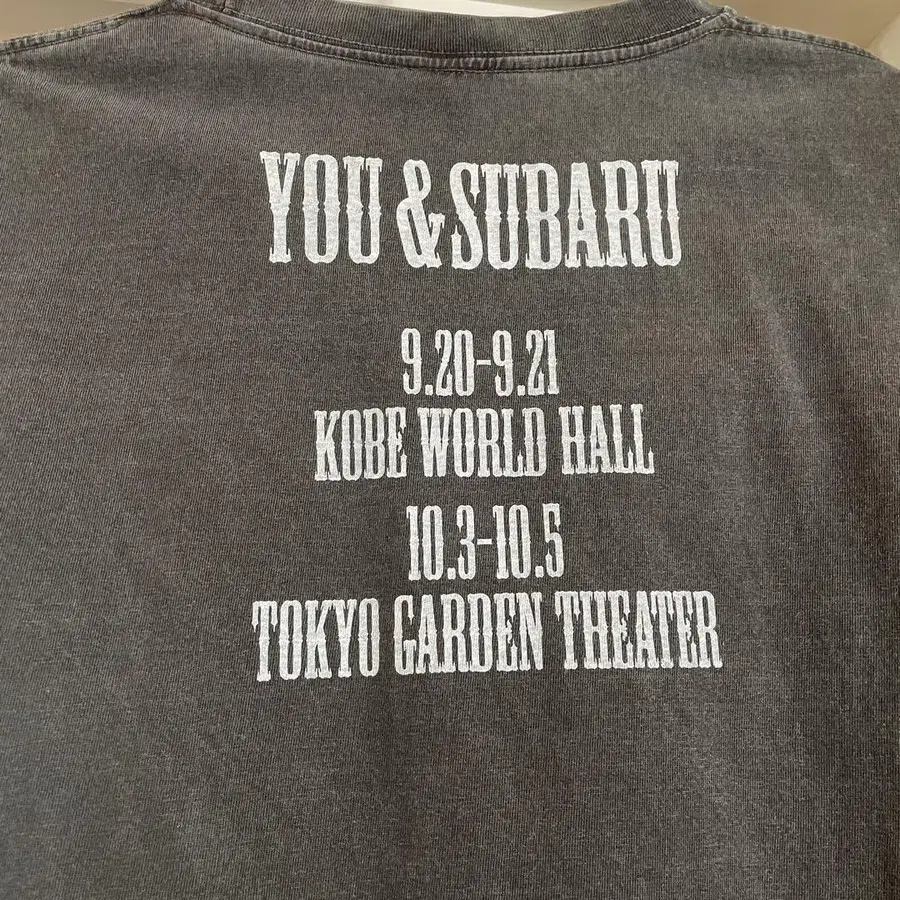 YOU & SUBARU
9.20-9.21
KOBE WORLD HALL
10.3-10.5
TOKYO GARDEN THEATER